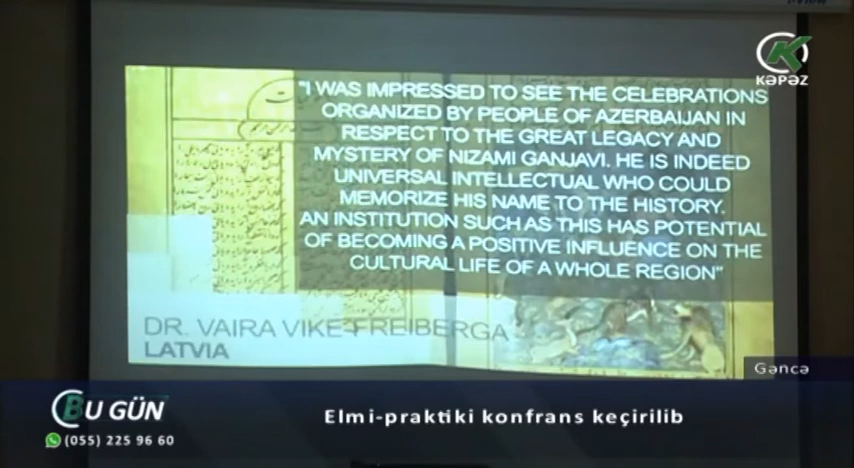 KƏPƏZ
"I WAS IMPRESSED TO SEE THE CELEBRATIONS
ORGANIZED BY PEOPLE OF AZERBAIJAN IN
RESPECT TO THE GREAT LEGACY AND
MYSTERY OF NIZAMI GANJAVI. HE IS INDEED
UNIVERSAL INTELLECTUAL WHO COULD
MEMORIZE HIS NAME TO THE HISTORY.
AN INSTITUTION SUCH AS THIS HAS POTENTIAL
OF BECOMING A POSITIVE INFLUENCE ON THE
CULTURAL LIFE OF A WHOLE REGION"
DR. VAIRA VIKE-FREIBERGA
LATVIA
Gəncə
BU GÜN
Elmi-praktiki konfrans keçirilib
(055) 225 96 60